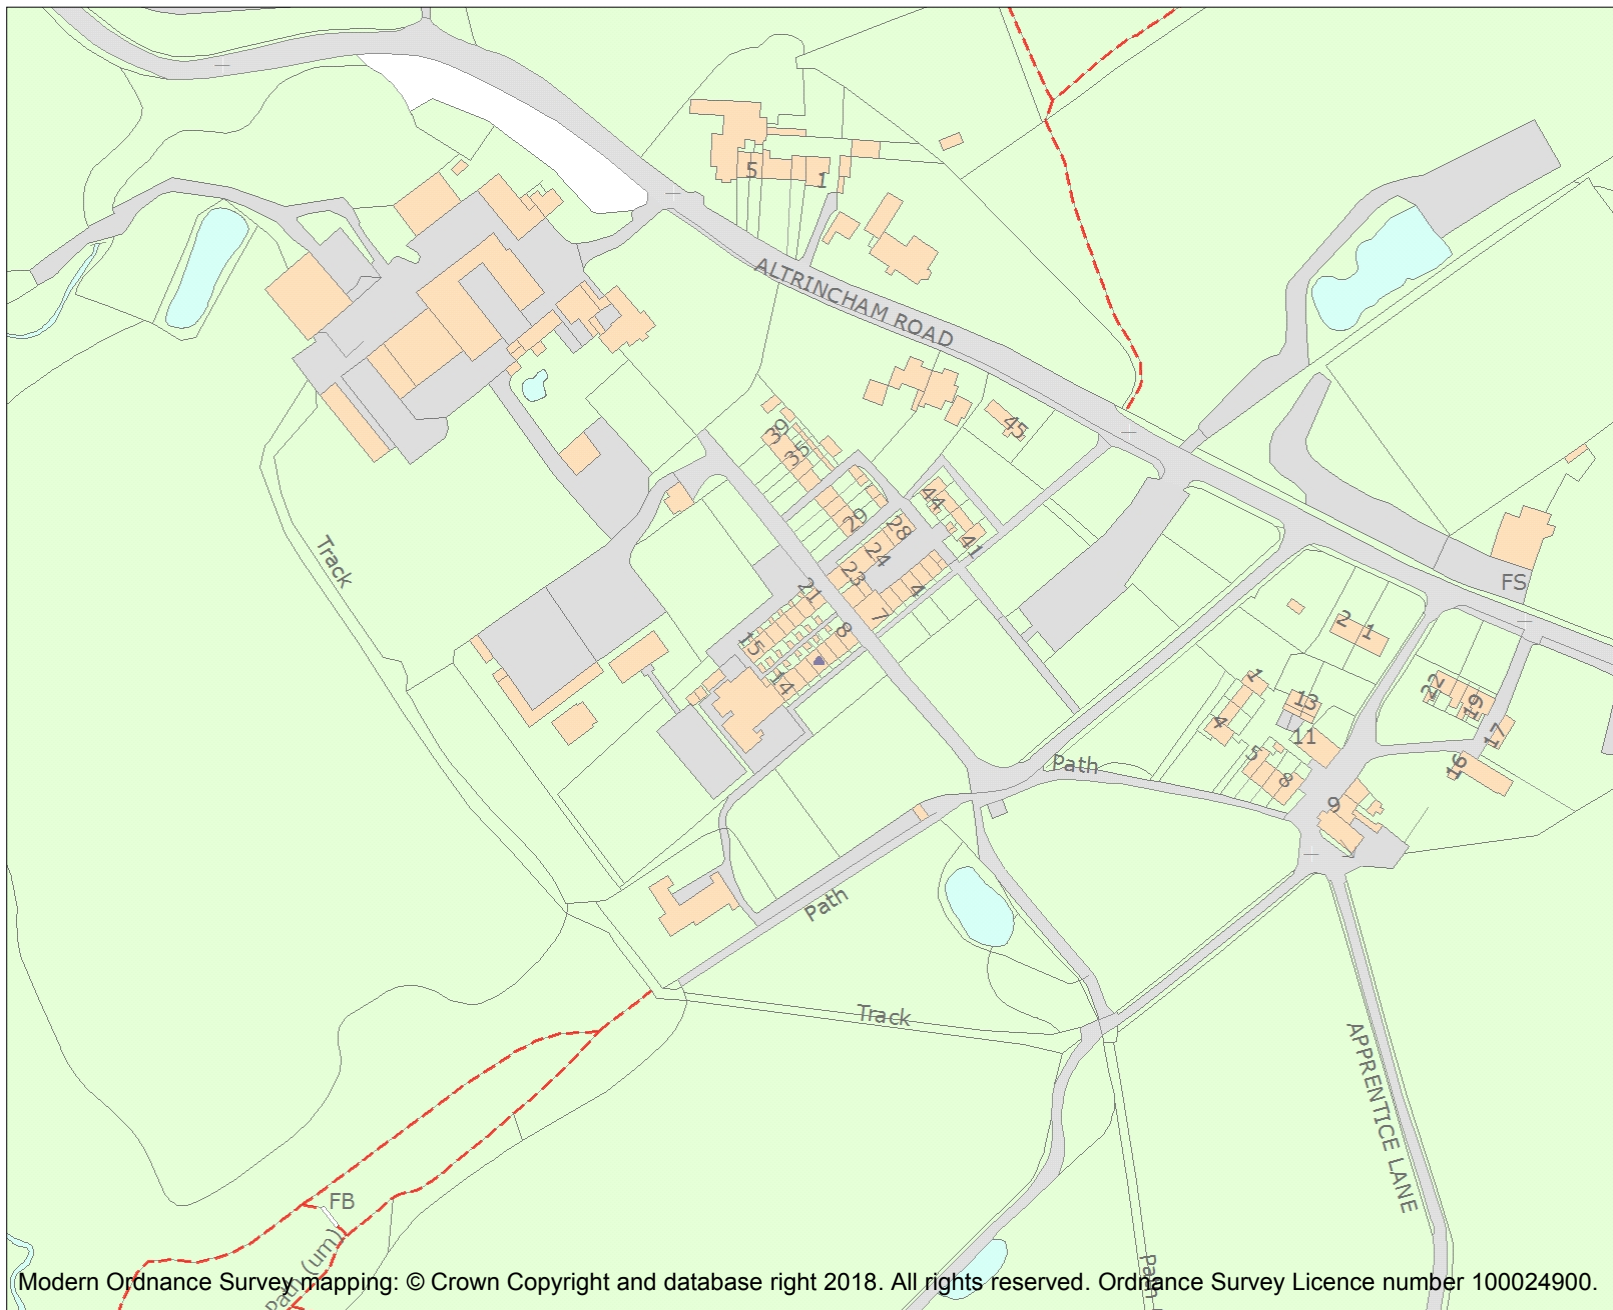 5
1
ALTRINCHAM ROAD
39
35
45
29
44
28
41
24
23
4
7
21
8
15
14
Track
FS
2
1
1
13
4
11
22
19
17
16
5
8
9
Path
Path
Track
APPRENTICE LANE
FB
Path (um)
Path
Modern Ordnance Survey mapping: © Crown Copyright and database right 2018. All rights reserved. Ordnance Survey Licence number 100024900.